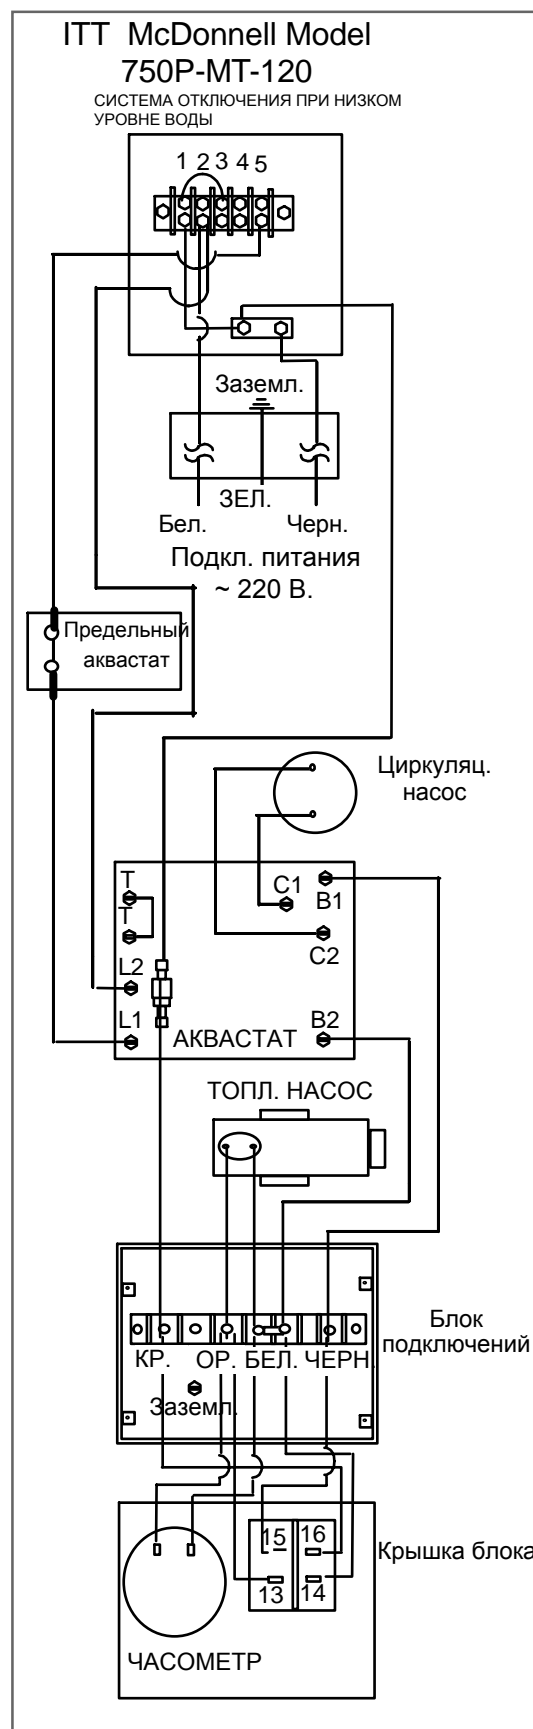 ITT McDonnell Model
750P-MT-120
СИСТЕМА ОТКЛЮЧЕНИЯ ПРИ НИЗКОМ
УРОВНЕ ВОДЫ
1 2 3 4 5
Заземл.
ЗЕЛ.
Бел. Черн.
Подкл. питания
~ 220 В.
Предельный
аквастат
Циркуляц.
насос
T
C1
B1
T
C2
L2
L1
B2
АКВАСТАТ
ТОПЛ. НАСОС
Блок
подключений
КР. ОР. БЕЛ. ЧЕРН.
Заземл.
15 16
Крышка блока
13 14
ЧАСОМЕТР